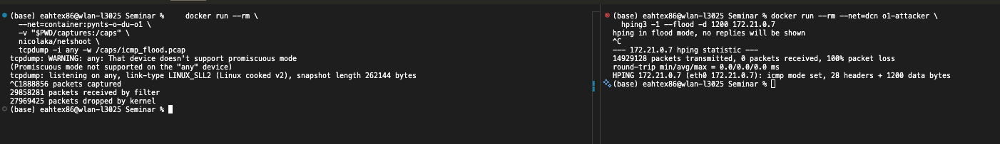 (base) eahtex86@wlan-l3025 Seminar %     docker run --rm \
  --net=container:pynts-o-du-o1 \
  -v "$PWD/captures:/caps" \
  nicolaka/netshoot \
  tcpdump -i any -w /caps/icmp_flood.pcap
tcpdump: WARNING: any: That device doesn't support promiscuous mode
(Promiscuous mode not supported on the "any" device)
tcpdump: listening on any, link-type LINUX_SLL2 (Linux cooked v2), snapshot length 262144 bytes
^C1888856 packets captured
29858281 packets received by filter
27969425 packets dropped by kernel
(base) eahtex86@wlan-l3025 Seminar %
(base) eahtex86@wlan-l3025 Seminar % docker run --rm --net=dcn o1-attacker \
  hping3 -1 --flood -d 1200 172.21.0.7
hping in flood mode, no replies will be shown
^C
--- 172.21.0.7 hping statistic ---
14929128 packets transmitted, 0 packets received, 100% packet loss
round-trip min/avg/max = 0.0/0.0/0.0 ms
HPING 172.21.0.7 (eth0 172.21.0.7): icmp mode set, 28 headers + 1200 data bytes
(base) eahtex86@wlan-l3025 Seminar %